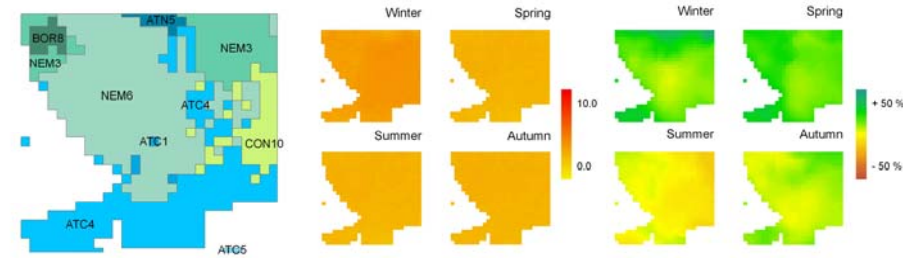 ATN5
BOR8
NEM3
NEM3
NEM6
ATC4
ATC1
CON10
ATC4
ATC5
Winter
Spring
Summer
Autumn
10.0
0.0
Winter
Spring
Summer
Autumn
+ 50 %
- 50 %